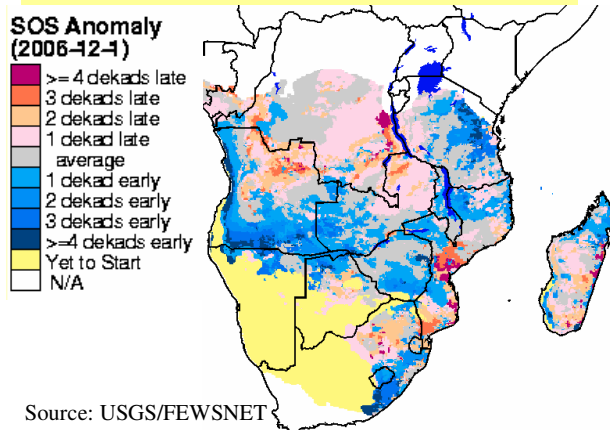 SOS Anomaly
(2006-12-1)
>= 4 dekads late
3 dekads late
2 dekads late
1 dekad late
average
1 dekad early
2 dekads early
3 dekads early
>=4 dekads early
Yet to Start
N/A
Source: USGS/FEWSNET